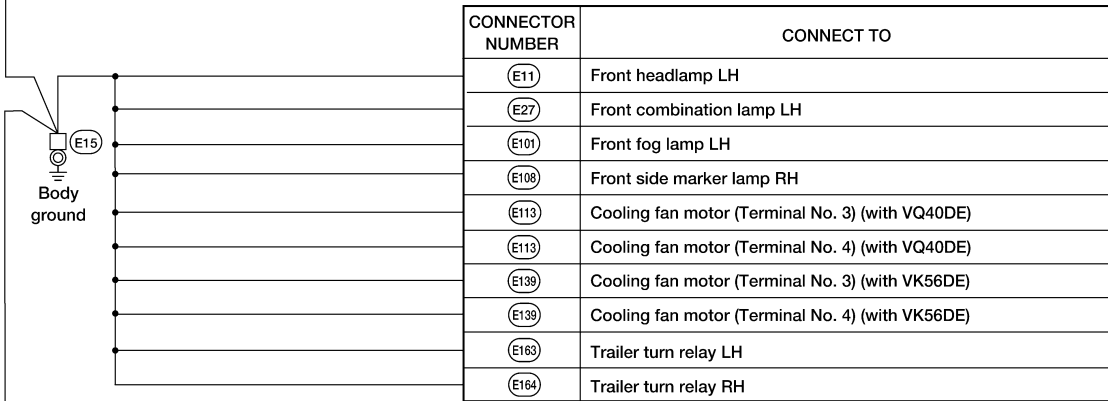 CONNECTOR NUMBER CONNECT TO
E11 Front headlamp LH
E27 Front combination lamp LH
E15
E101 Front fog lamp LH
E108 Front side marker lamp RH
Body
ground
E113 Cooling fan motor (Terminal No. 3) (with VQ40DE)
E113 Cooling fan motor (Terminal No. 4) (with VQ40DE)
E139 Cooling fan motor (Terminal No. 3) (with VK56DE)
E139 Cooling fan motor (Terminal No. 4) (with VK56DE)
E163 Trailer turn relay LH
E164 Trailer turn relay RH